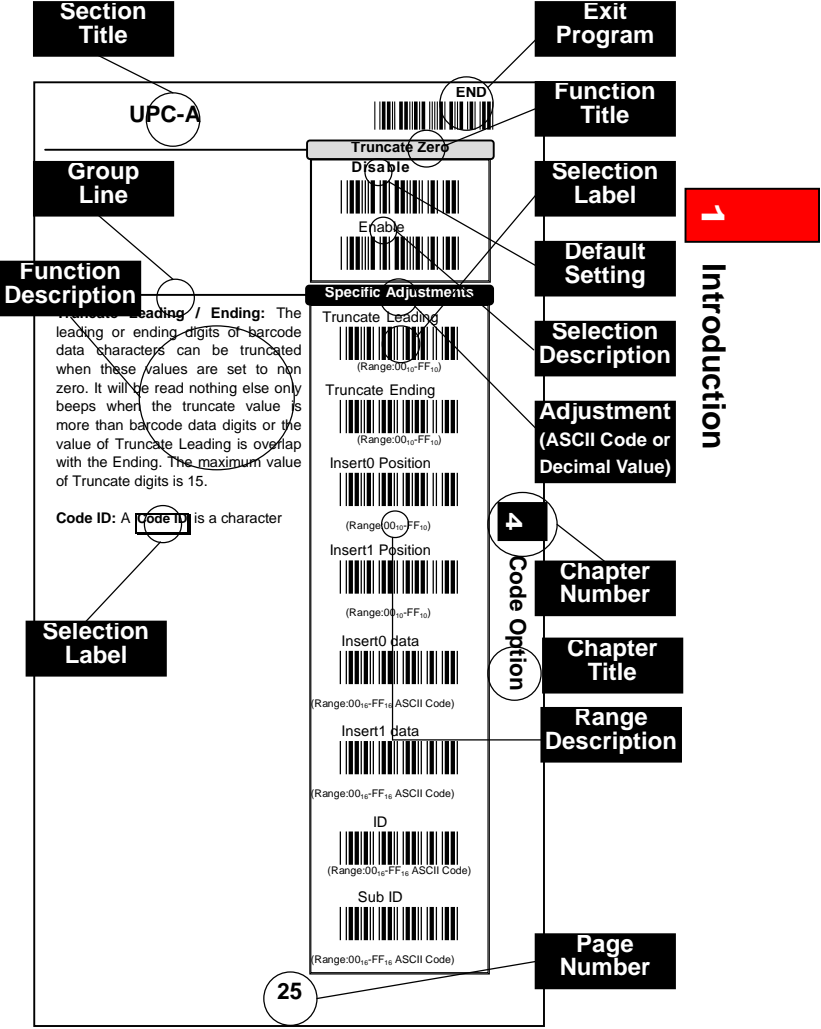 Section
Title
Exit
Program
END
UPC-A
Function
Title
Truncate Zero
Disable
Group
Line
Selection
Label
Enable
Default
Setting
1
Introduction
Function
Description
Specific Adjustments
Truncate Leading / Ending: The
leading or ending digits of barcode
data characters can be truncated
when these values are set to non
zero. It will be read nothing else only
beeps when the truncate value is
more than barcode data digits or the
value of Truncate Leading is overlap
with the Ending. The maximum value
of Truncate digits is 15.
Code ID: A Code ID is a character
Truncate Leading
(Range:00₁₀-FF₁₀)
Truncate Ending
(Range:00₁₀-FF₁₀)
Insert0 Position
(Range:00₁₀-FF₁₀)
Insert1 Position
(Range:00₁₀-FF₁₀)
Insert0 data
(Range:00₁₆-FF₁₆ ASCII Code)
Insert1 data
(Range:00₁₆-FF₁₆ ASCII Code)
ID
(Range:00₁₆-FF₁₆ ASCII Code)
Sub ID
(Range:00₁₆-FF₁₆ ASCII Code)
Selection
Description
Adjustment
(ASCII Code or
Decimal Value)
4
Code Option
Chapter
Number
Selection
Label
Chapter
Title
Range
Description
Page
Number
25